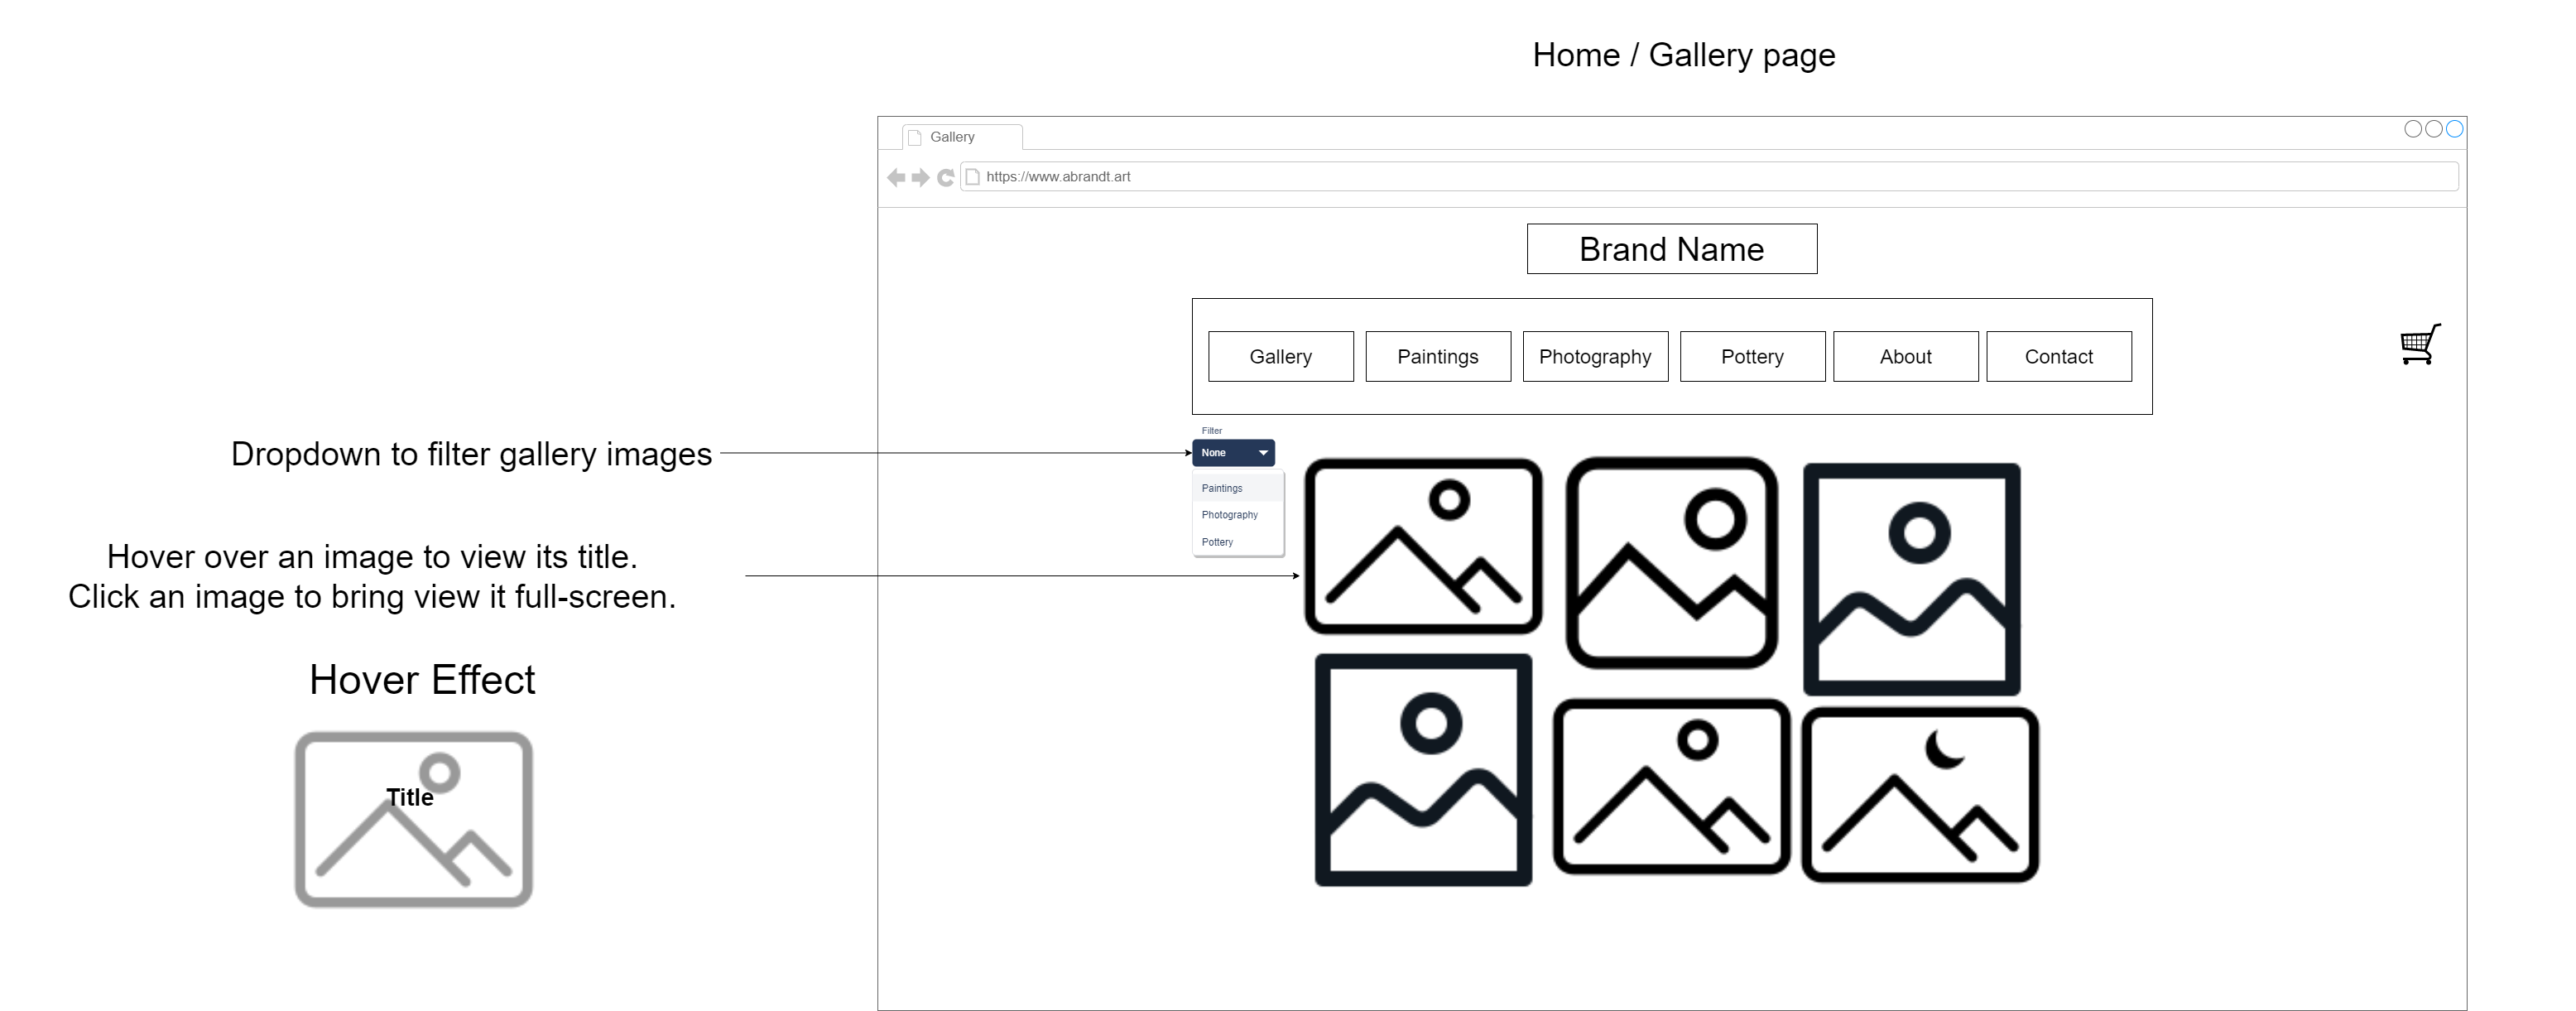 Home / Gallery page
Gallery
https://www.abrandt.art
Brand Name
Gallery
Paintings
Photography
Pottery
About
Contact
Filter
None
Paintings
Photography
Pottery
Dropdown to filter gallery images
Hover over an image to view its title.
Click an image to bring view it full-screen.
Hover Effect
Title